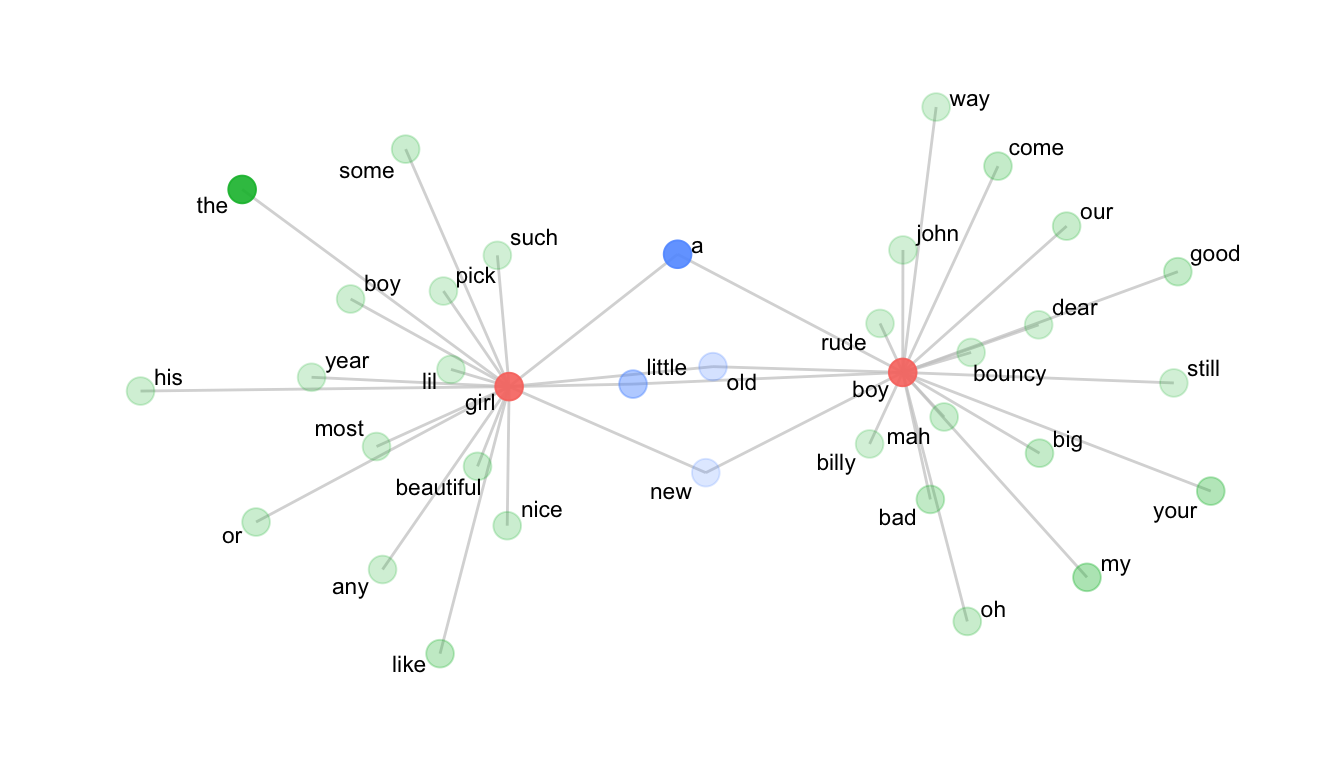 way
come
some
the
our
john
such
a
good
pick
boy
dear
rude
year
little
still
his
lil
old
bouncy
girl
boy
most
mah
big
billy
beautiful
new
nice
bad
your
or
my
any
oh
like